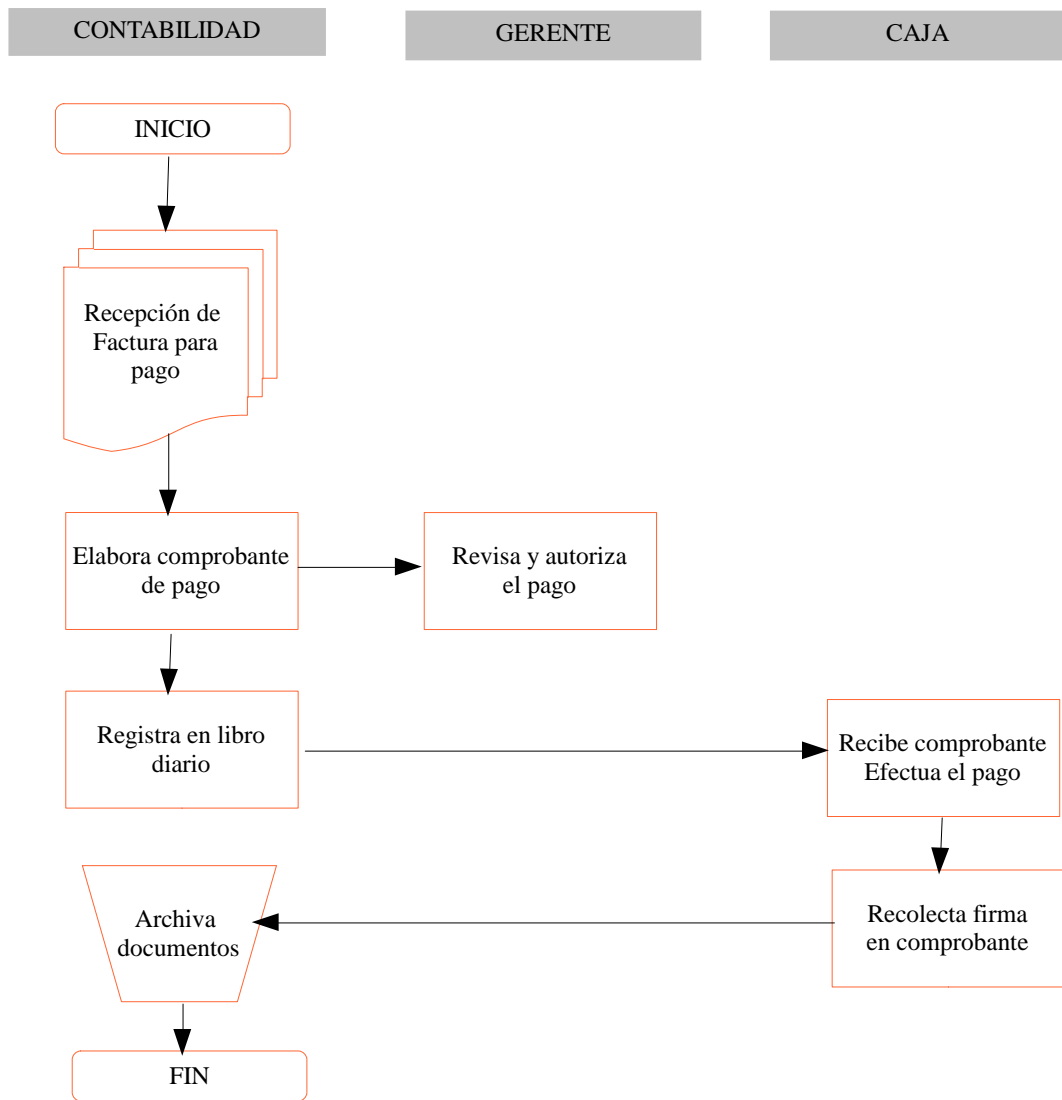 CONTABILIDAD
GERENTE
CAJA
INICIO
Recepción de
Factura para
pago
Elabora comprobante
de pago
Revisa y autoriza
el pago
Registra en libro
diario
Recibe comprobante
Efectua el pago
Archiva
documentos
Recolecta firma
en comprobante
FIN